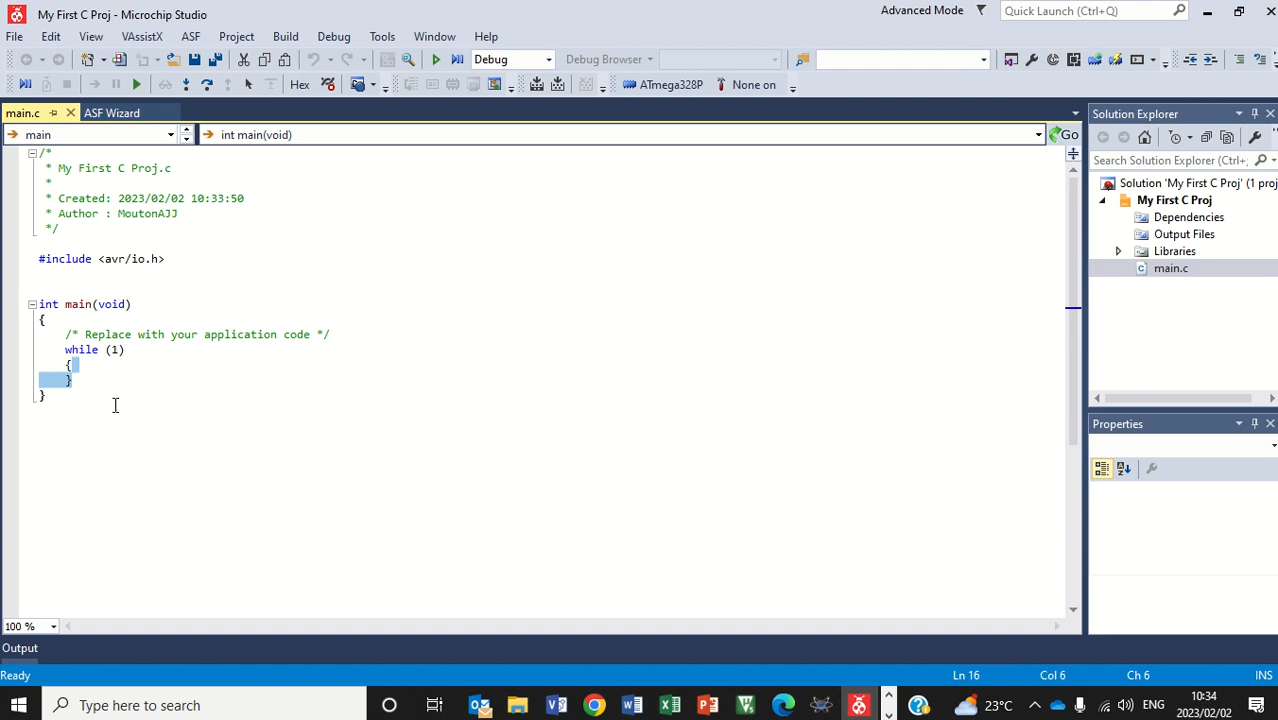 My First C Proj - Microchip Studio
Advanced Mode
Quick Launch (Ctrl+Q)
File Edit View VAssistX ASF Project Build Debug Tools Window Help
Debug
Debug Browser
Hex
ATmega328P
None on
main.c
ASF Wizard
main
int main(void)
Go
/*
* My First C Proj.c
*
* Created: 2023/02/02 10:33:50
* Author : MoutonAJJ
*/
#include <avr/io.h>
int main(void)
{
/* Replace with your application code */
while (1)
{
}
}
100 %
Solution Explorer
Search Solution Explorer (Ctrl+;
Solution 'My First C Proj' (1 proj
My First C Proj
Dependencies
Output Files
Libraries
main.c
Properties
Output
Ready
Ln 16
Col 6
Ch 6
INS
Type here to search
23°C
ENG
10:34
2023/02/02